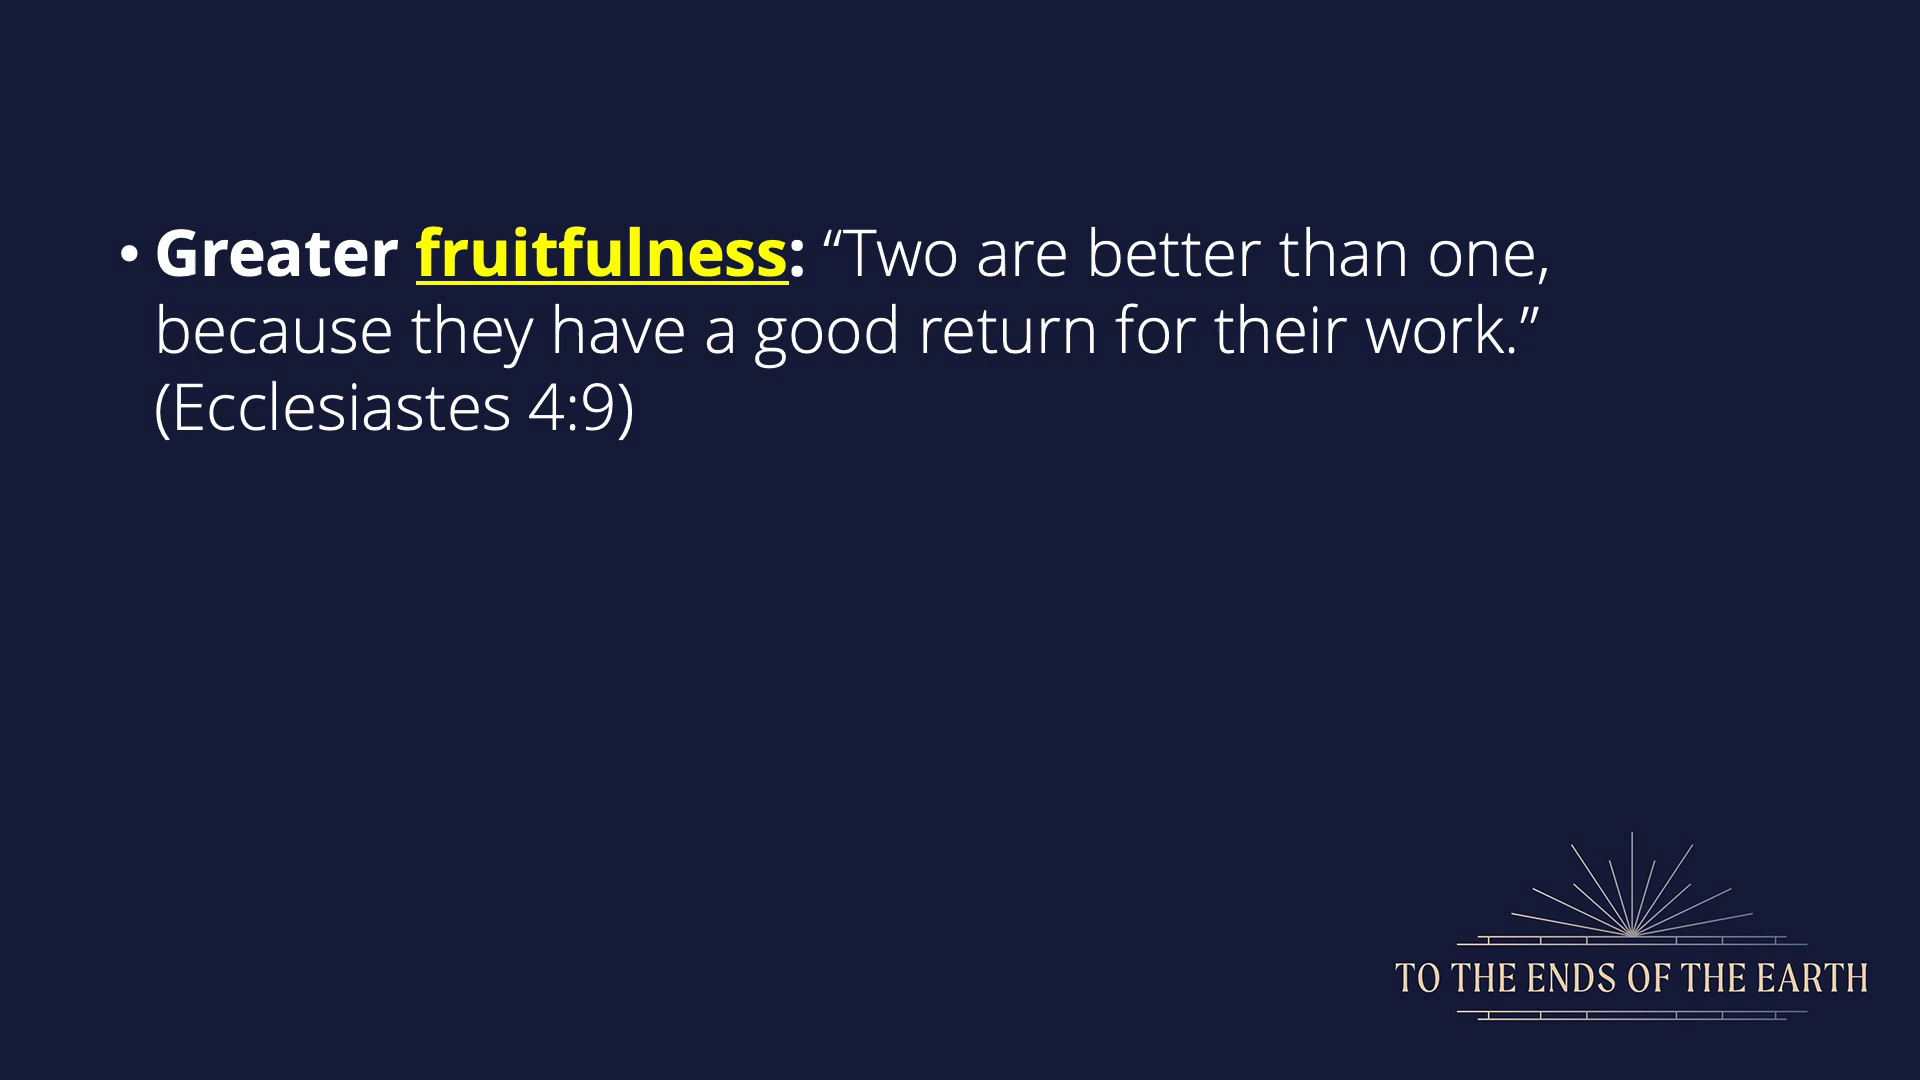 • Greater fruitfulness: “Two are better than one,
because they have a good return for their work.”
(Ecclesiastes 4:9)
TO THE ENDS OF THE EARTH